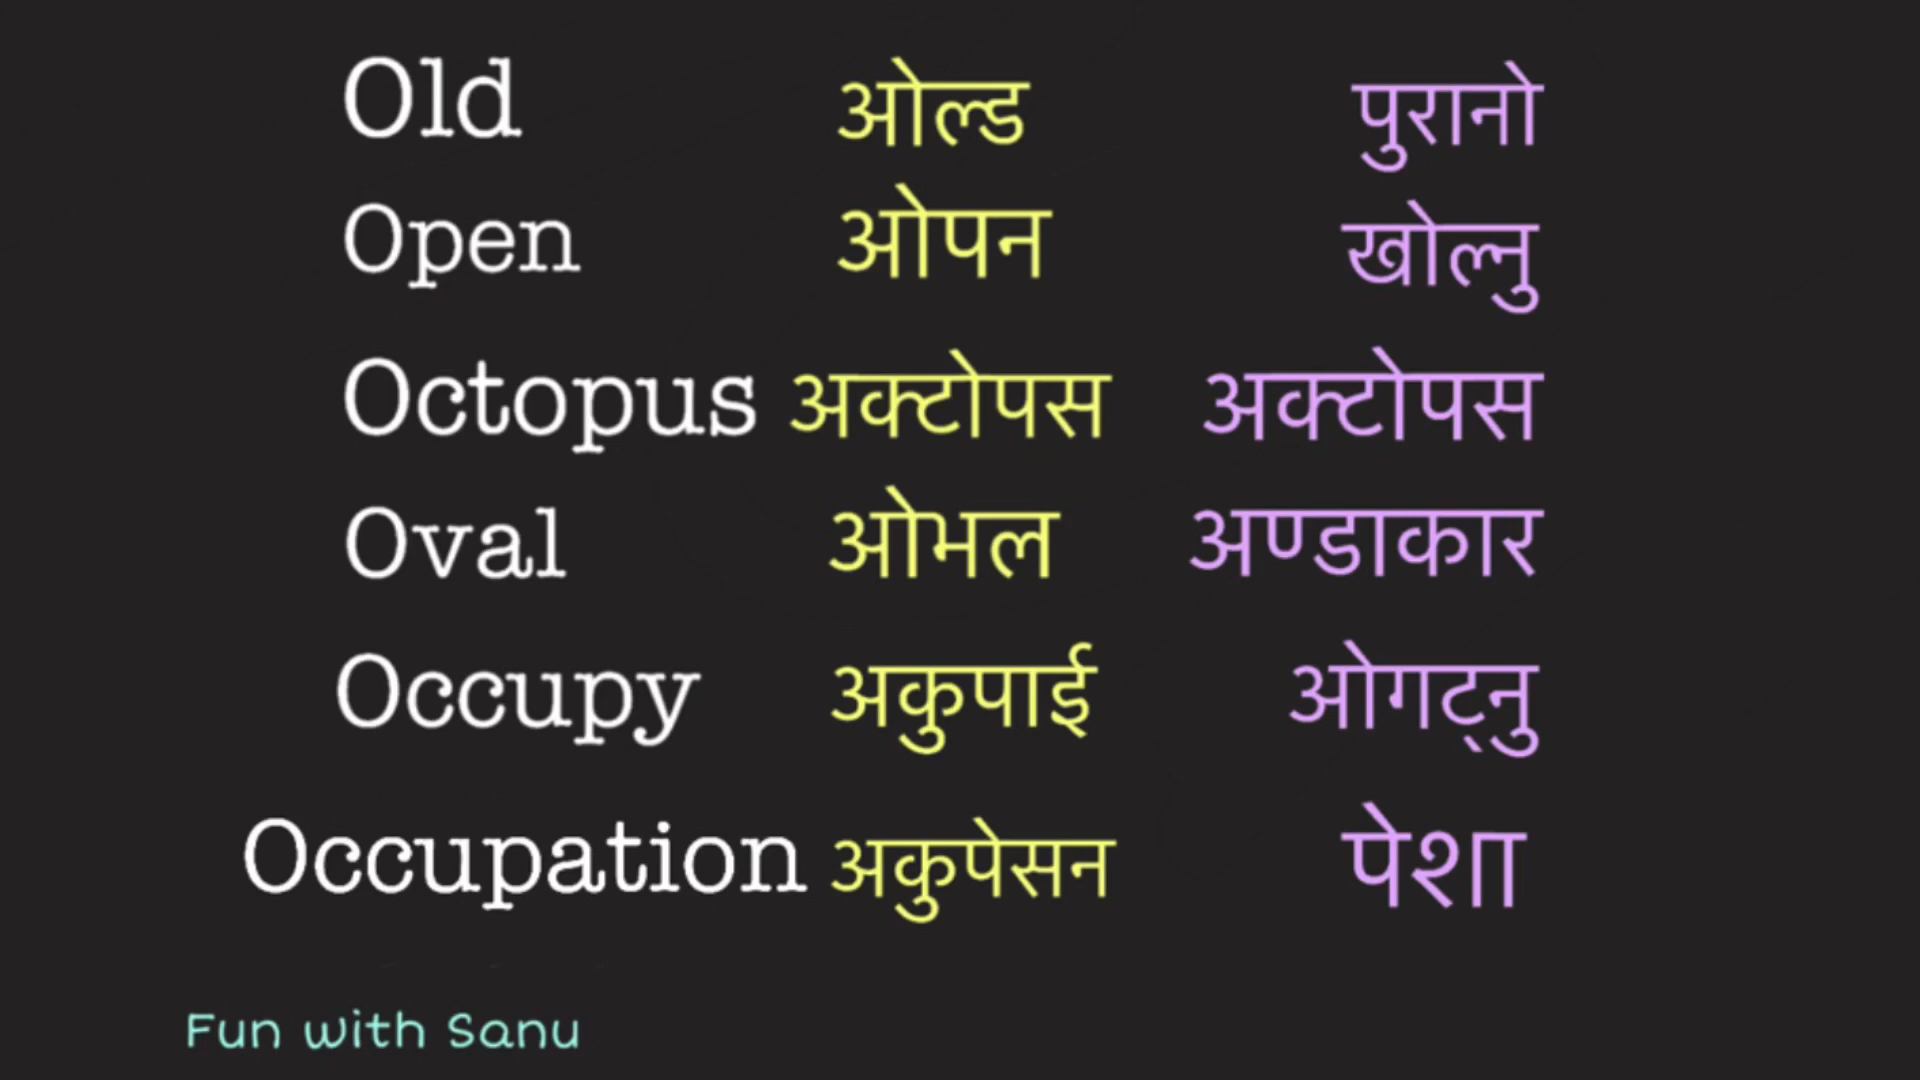 Old ओल्ड पुरानो
Open ओपन खोल्नु
Octopus अक्टोपस अक्टोपस
Oval ओभल अण्डाकार
Occupy अकुपाई ओगट्नु
Occupation अकुपेसन पेशा
Fun with Sanu